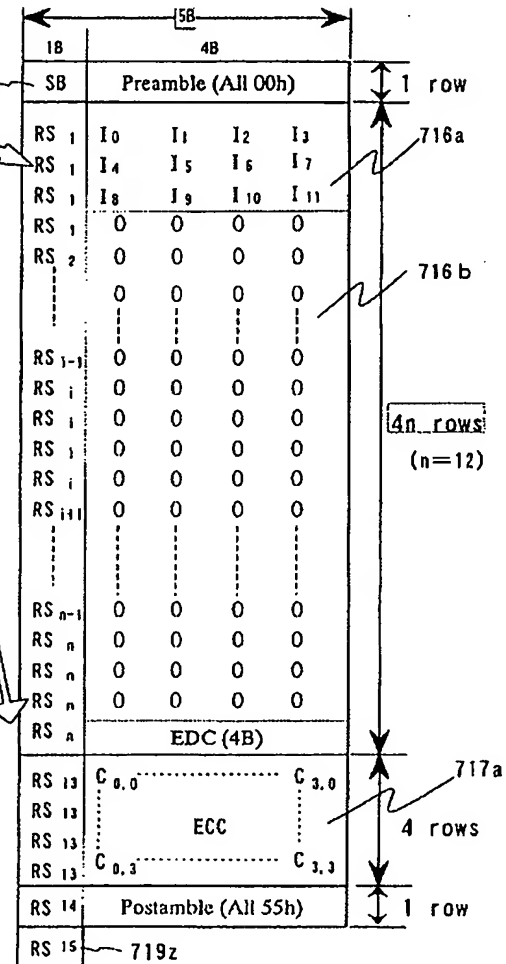 5B
1B 4B
SB Preamble (All 00h) 1 row
RS 1 I0 I1 I2 I3 716a
RS 1 I4 I5 I6 I7
RS 1 I8 I9 I10 I11
RS 1 0 0 0 0
RS 2 0 0 0 0 716b
0 0 0 0
RS i-1 0 0 0 0
RS i 0 0 0 0
RS i 0 0 0 0 4n rows
RS i 0 0 0 0 (n=12)
RS i 0 0 0 0
RS i+1 0 0 0 0
RS n-1 0 0 0 0
RS n 0 0 0 0
RS n 0 0 0 0
RS n 0 0 0 0
RS n EDC (4B)
RS 13 C 0,0 C 3,0 717a
RS 13 ECC 4 rows
RS 13
RS 13 C 0,3 C 3,3
RS 14 Postamble (All 55h) 1 row
RS 15 719z